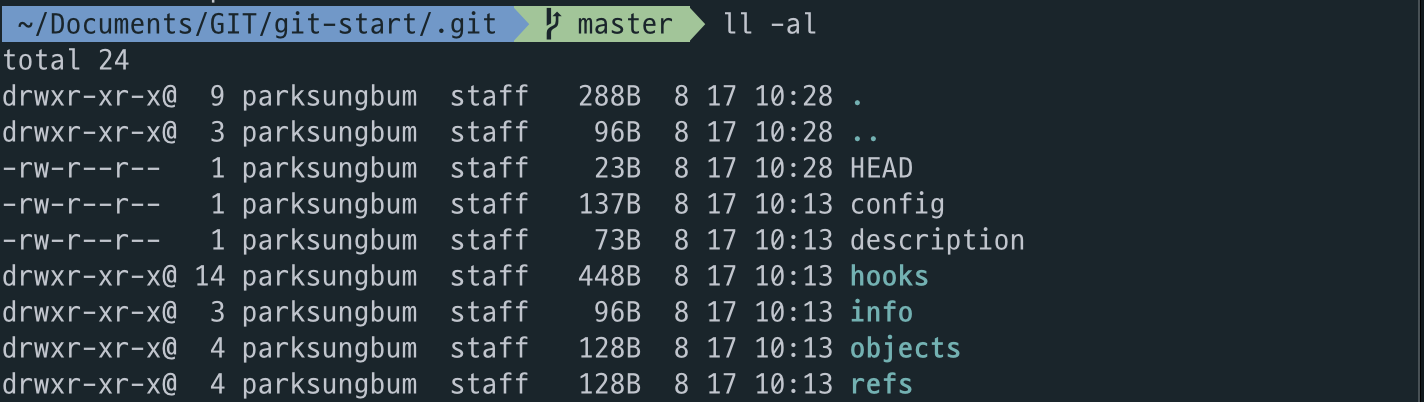 ~/Documents/GIT/git-start/.git master ll -al
total 24
drwxr-xr-x@  9 parksungbum  staff   288B  8 17 10:28 .
drwxr-xr-x@  3 parksungbum  staff    96B  8 17 10:28 ..
-rw-r--r--   1 parksungbum  staff    23B  8 17 10:28 HEAD
-rw-r--r--   1 parksungbum  staff   137B  8 17 10:13 config
-rw-r--r--   1 parksungbum  staff    73B  8 17 10:13 description
drwxr-xr-x@ 14 parksungbum  staff   448B  8 17 10:13 hooks
drwxr-xr-x@  3 parksungbum  staff    96B  8 17 10:13 info
drwxr-xr-x@  4 parksungbum  staff   128B  8 17 10:13 objects
drwxr-xr-x@  4 parksungbum  staff   128B  8 17 10:13 refs